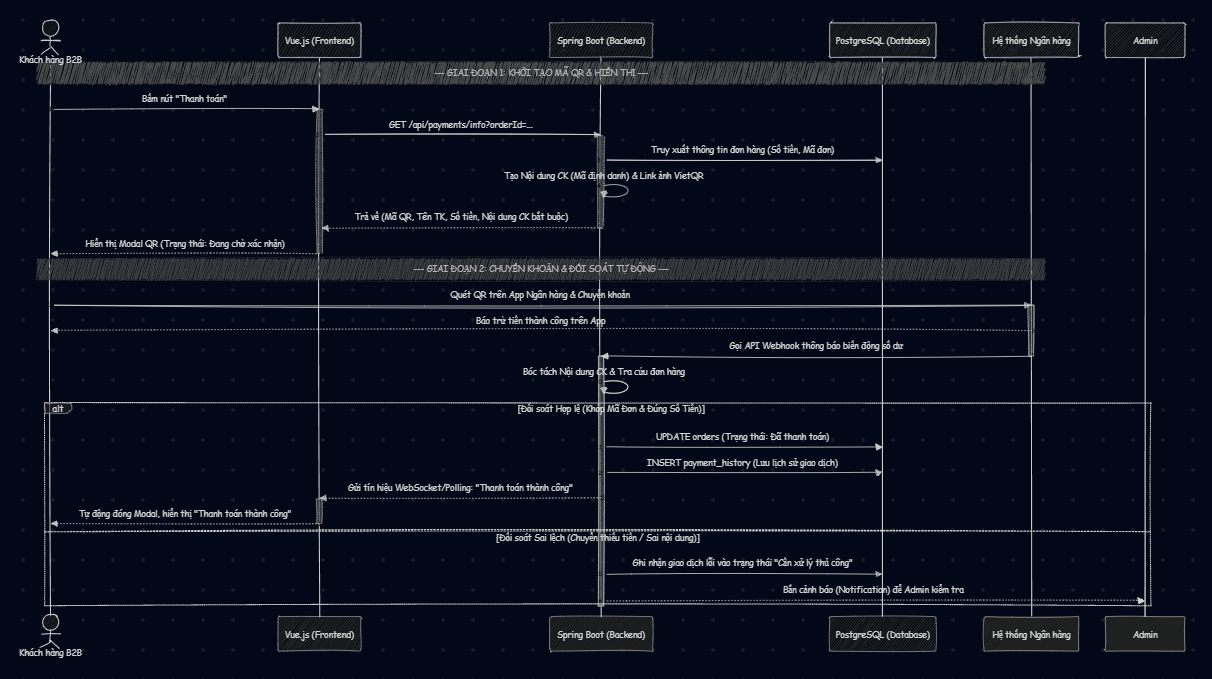 Khách hàng B2B
Vue.js (Frontend)
Spring Boot (Backend)
PostgreSQL (Database)
Hệ thống Ngân hàng
Admin
--- GIAI ĐOẠN 1: KHỞI TẠO MÃ QR & HIỂN THỊ ---
Bấm nút "Thanh toán"
GET /api/payments/info?orderId=...
Truy xuất thông tin đơn hàng (Số tiền, Mã đơn)
Tạo Nội dung CK (Mã định danh) & Link ảnh VietQR
Trả về (Mã QR, Tên TK, Số tiền, Nội dung CK bắt buộc)
Hiển thị Modal QR (Trạng thái: Đang chờ xác nhận)
--- GIAI ĐOẠN 2: CHUYỂN KHOẢN & ĐỐI SOÁT TỰ ĐỘNG ---
Quét QR trên App Ngân hàng & Chuyển khoản
Báo trừ tiền thành công trên App
Gọi API Webhook thông báo biến động số dư
Bóc tách Nội dung CK & Tra cứu đơn hàng
alt
[Đối soát Hợp lệ (Khớp Mã Đơn & Đúng Số Tiền)]
UPDATE orders (Trạng thái: Đã thanh toán)
INSERT payment_history (Lưu lịch sử giao dịch)
Gửi tín hiệu WebSocket/Polling: "Thanh toán thành công"
Tự động đóng Modal, hiển thị "Thanh toán thành công"
[Đối soát Sai lệch (Chuyển thiếu tiền / Sai nội dung)]
Ghi nhận giao dịch lỗi vào trạng thái "Cần xử lý thủ công"
Bắn cảnh báo (Notification) để Admin kiểm tra
Khách hàng B2B
Vue.js (Frontend)
Spring Boot (Backend)
PostgreSQL (Database)
Hệ thống Ngân hàng
Admin